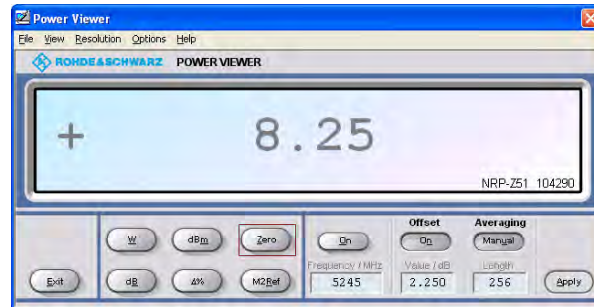 Power Viewer
File View Resolution Options Help
ROHDE&SCHWARZ POWER VIEWER
+ 8.25
NRP-Z51 104290
Offset Averaging
W dBm Zero On On Manual
Frequency / MHz Value / dB Length
Exit dB Δ% M2Ref 5245 2.250 256 Apply